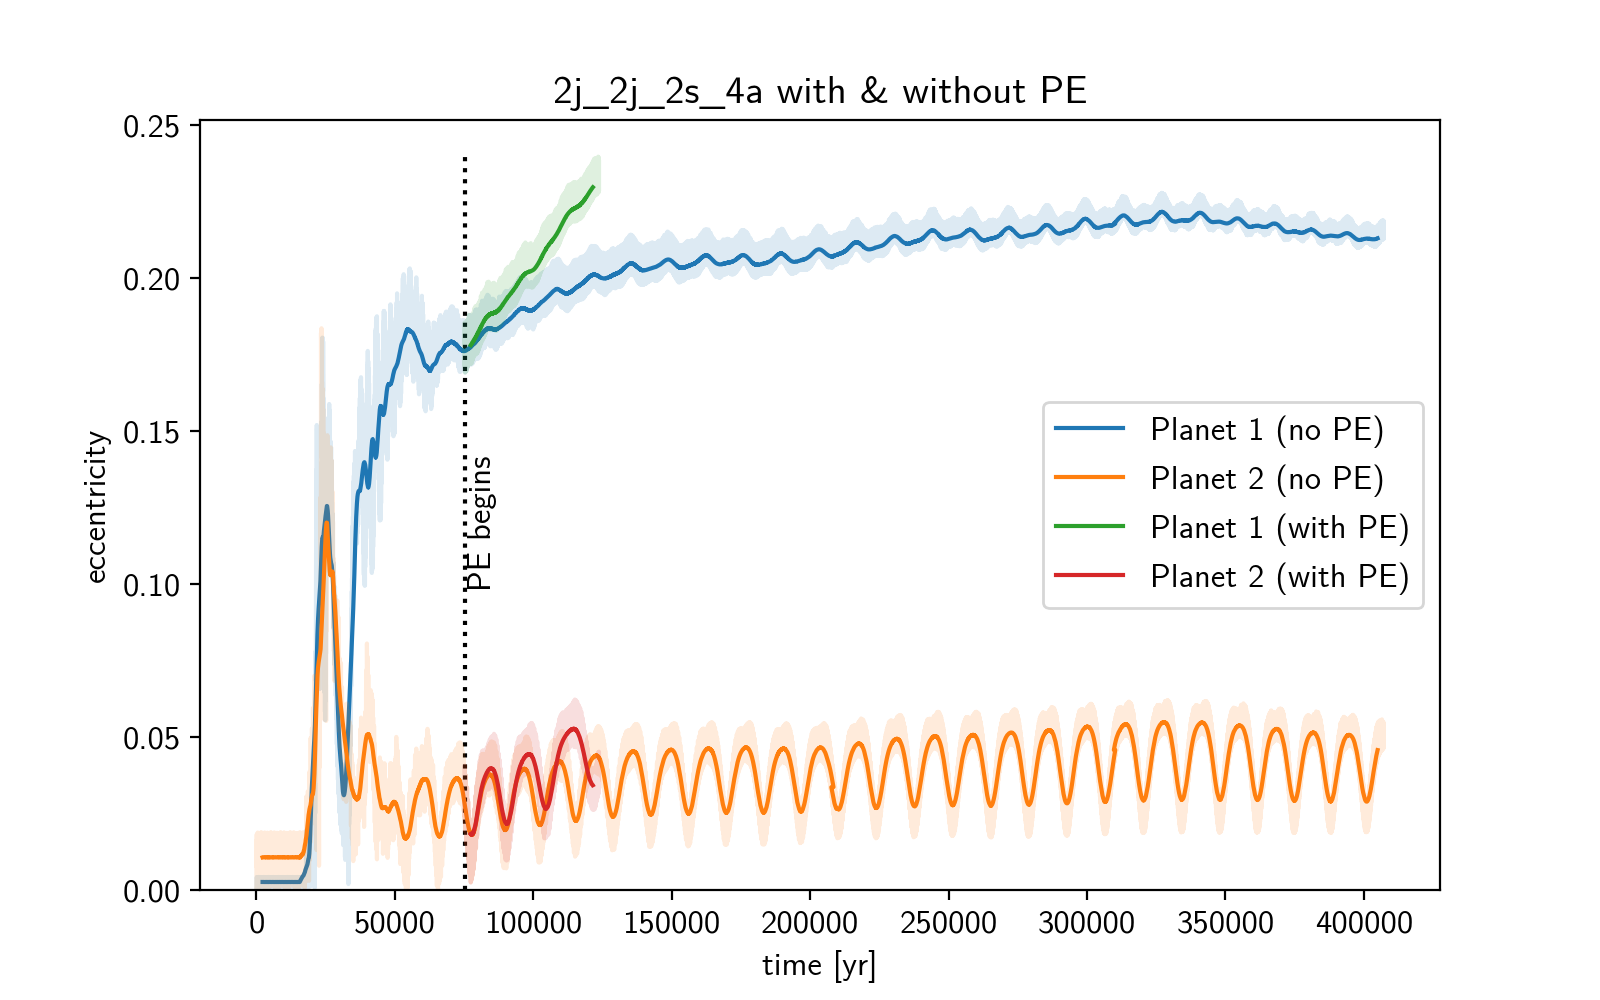 2j_2j_2s_4a with & without PE
0.25
0.20
0.15
0.10
0.05
0.00
eccentricity
PE begins
Planet 1 (no PE)
Planet 2 (no PE)
Planet 1 (with PE)
Planet 2 (with PE)
0 50000 100000 150000 200000 250000 300000 350000 400000
time [yr]